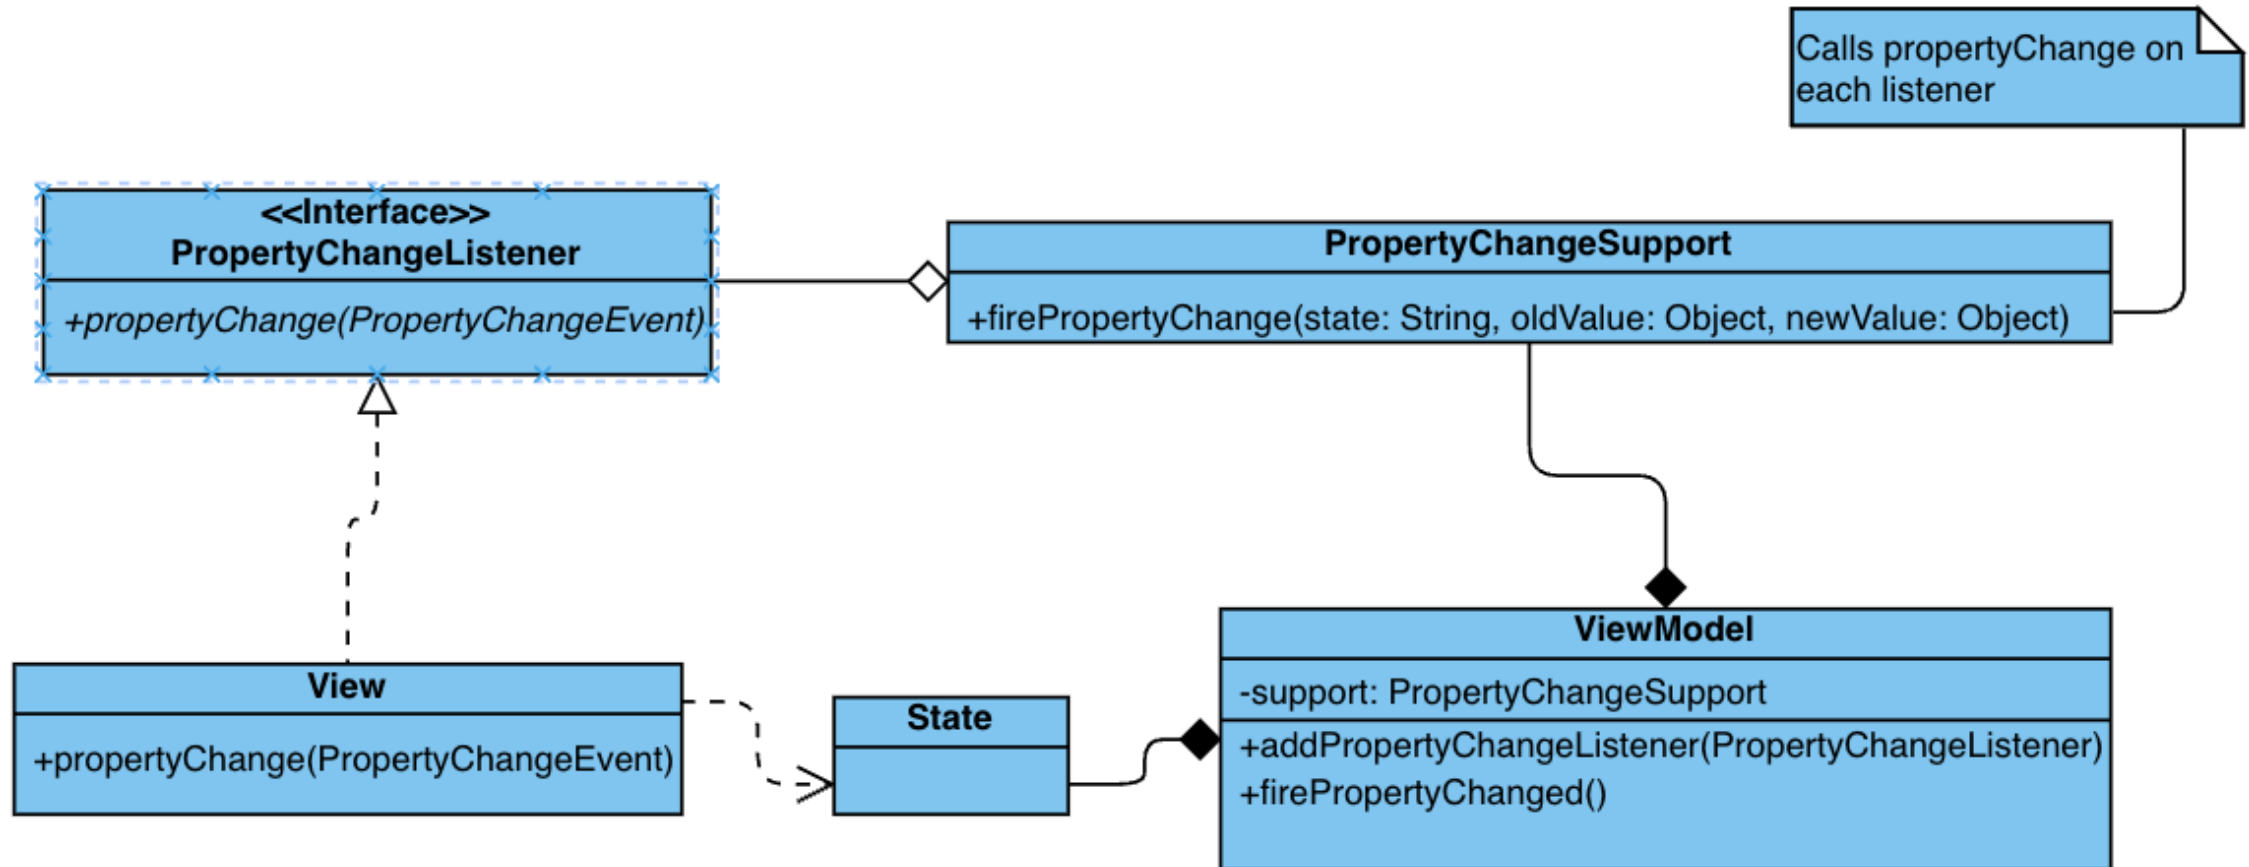 Calls propertyChange on
each listener
<<Interface>>
PropertyChangeListener
+propertyChange(PropertyChangeEvent)
PropertyChangeSupport
+firePropertyChange(state: String, oldValue: Object, newValue: Object)
View
+propertyChange(PropertyChangeEvent)
State
ViewModel
-support: PropertyChangeSupport
+addPropertyChangeListener(PropertyChangeListener)
+firePropertyChanged()